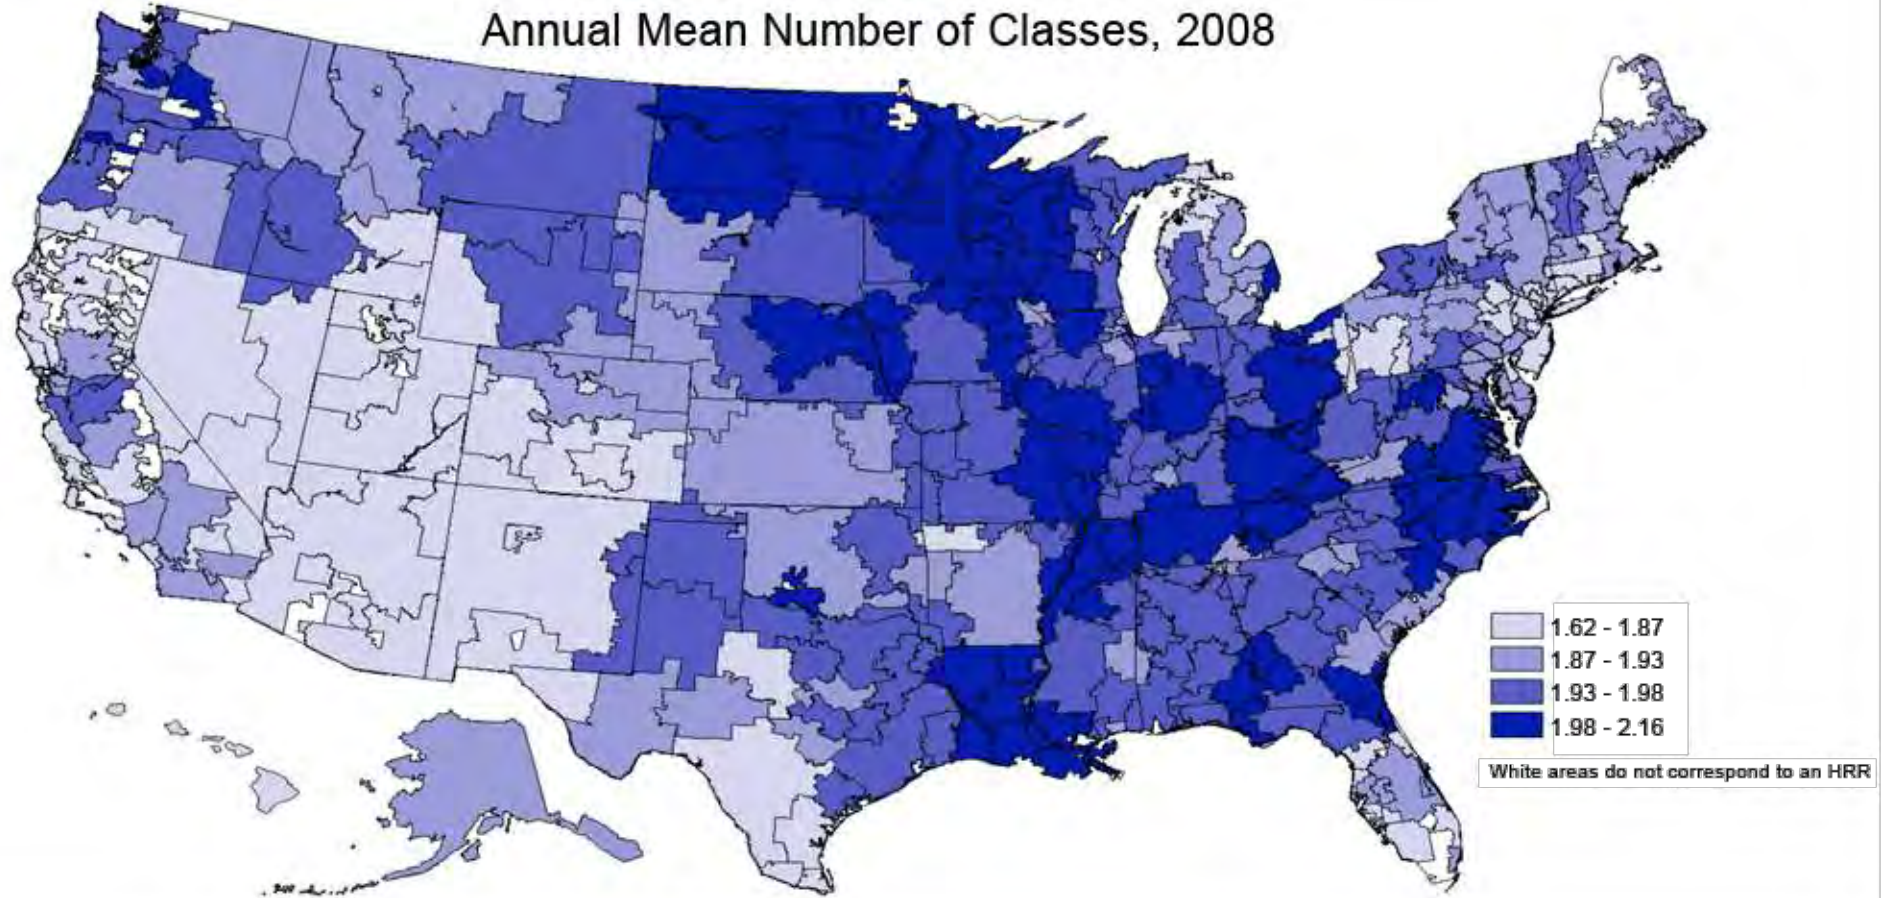 Annual Mean Number of Classes, 2008
1.62 - 1.87
1.87 - 1.93
1.93 - 1.98
1.98 - 2.16
White areas do not correspond to an HRR